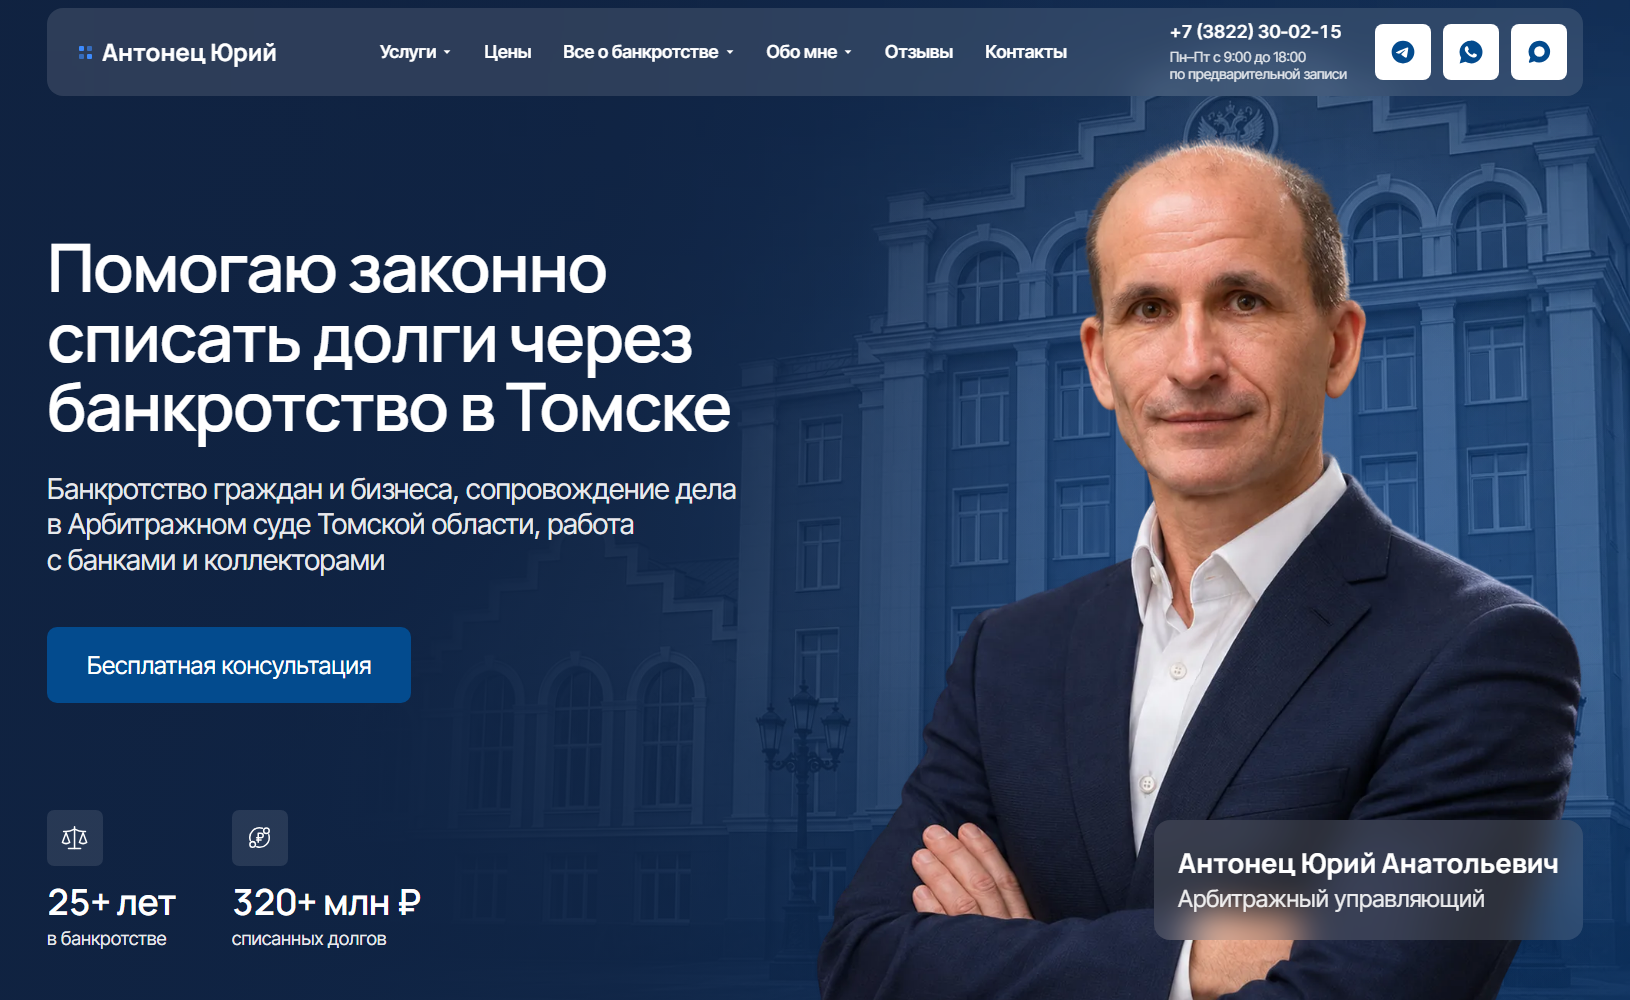 Антонец Юрий
Услуги
Цены
Все о банкротстве
Обо мне
Отзывы
Контакты
+7 (3822) 30-02-15
Пн–Пт с 9:00 до 18:00
по предварительной записи
Помогаю законно
списать долги через
банкротство в Томске
Банкротство граждан и бизнеса, сопровождение дела
в Арбитражном суде Томской области, работа
с банками и коллекторами
Бесплатная консультация
25+ лет
в банкротстве
320+ млн ₽
списанных долгов
Антонец Юрий Анатольевич
Арбитражный управляющий